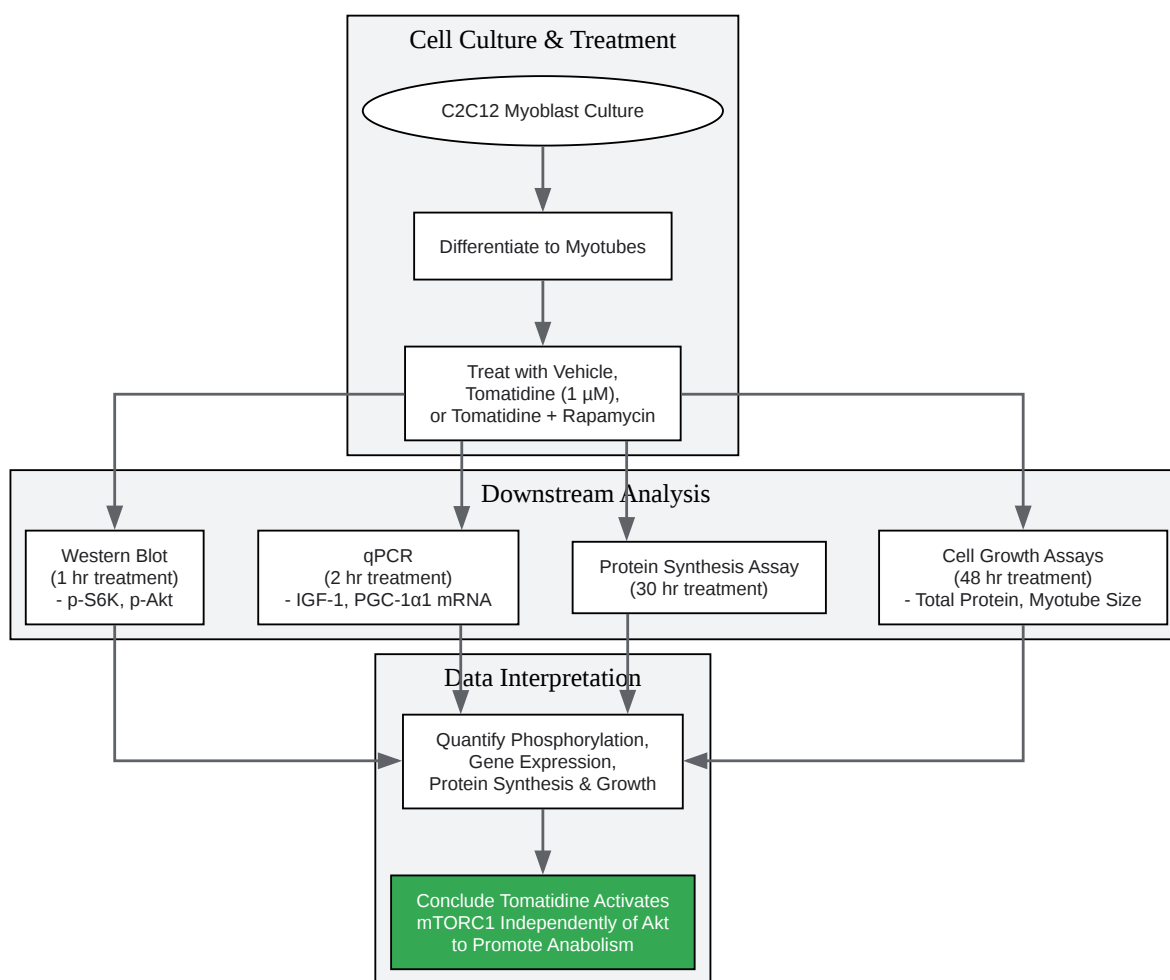 Cell Culture & Treatment
C2C12 Myoblast Culture
Differentiate to Myotubes
Treat with Vehicle,
Tomatidine (1 µM),
or Tomatidine + Rapamycin
Downstream Analysis
Western Blot
(1 hr treatment)
- p-S6K, p-Akt
qPCR
(2 hr treatment)
- IGF-1, PGC-1α1 mRNA
Protein Synthesis Assay
(30 hr treatment)
Cell Growth Assays
(48 hr treatment)
- Total Protein, Myotube Size
Data Interpretation
Quantify Phosphorylation,
Gene Expression,
Protein Synthesis & Growth
Conclude Tomatidine Activates
mTORC1 Independently of Akt
to Promote Anabolism